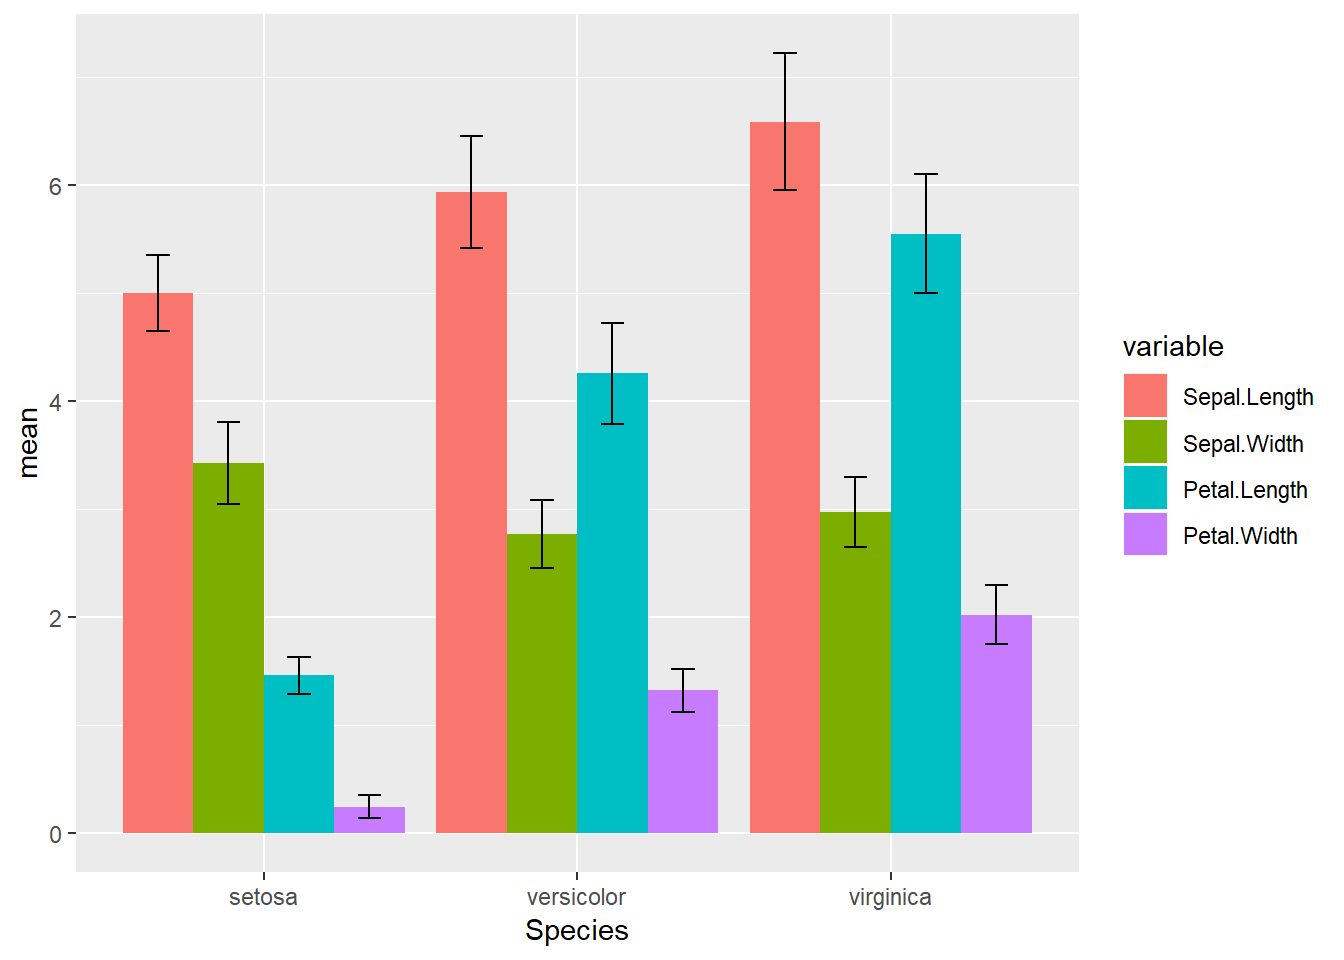 mean
6
4
2
0
setosa
versicolor
virginica
Species
variable
Sepal.Length
Sepal.Width
Petal.Length
Petal.Width